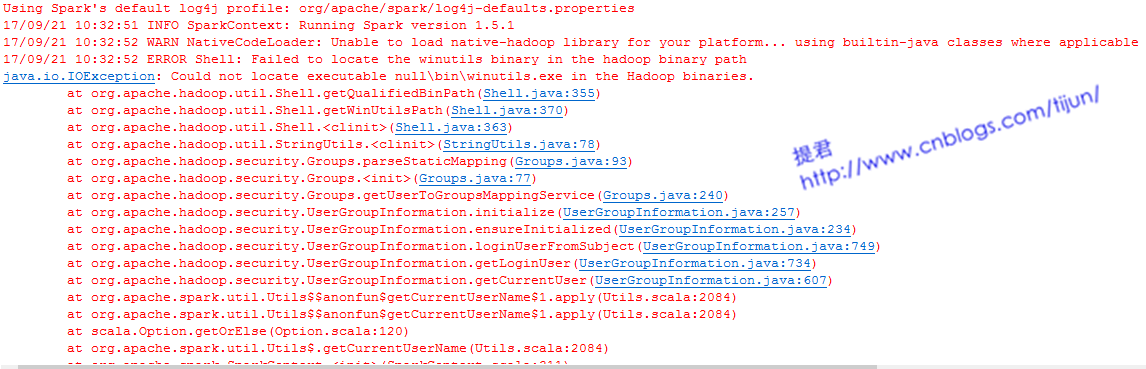 Using Spark's default log4j profile: org/apache/spark/log4j-defaults.properties
17/09/21 10:32:51 INFO SparkContext: Running Spark version 1.5.1
17/09/21 10:32:52 WARN NativeCodeLoader: Unable to load native-hadoop library for your platform... using builtin-java classes where applicable
17/09/21 10:32:52 ERROR Shell: Failed to locate the winutils binary in the hadoop binary path
java.io.IOException: Could not locate executable null\bin\winutils.exe in the Hadoop binaries.
at org.apache.hadoop.util.Shell.getQualifiedBinPath(Shell.java:355)
at org.apache.hadoop.util.Shell.getWinUtilsPath(Shell.java:370)
at org.apache.hadoop.util.Shell.<clinit>(Shell.java:363)
at org.apache.hadoop.util.StringUtils.<clinit>(StringUtils.java:78)
at org.apache.hadoop.security.Groups.parseStaticMapping(Groups.java:93)
at org.apache.hadoop.security.Groups.<init>(Groups.java:77)
at org.apache.hadoop.security.Groups.getUserToGroupsMappingService(Groups.java:240)
at org.apache.hadoop.security.UserGroupInformation.initialize(UserGroupInformation.java:257)
at org.apache.hadoop.security.UserGroupInformation.ensureInitialized(UserGroupInformation.java:234)
at org.apache.hadoop.security.UserGroupInformation.loginUserFromSubject(UserGroupInformation.java:749)
at org.apache.hadoop.security.UserGroupInformation.getLoginUser(UserGroupInformation.java:734)
at org.apache.hadoop.security.UserGroupInformation.getCurrentUser(UserGroupInformation.java:607)
at org.apache.spark.util.Utils$$anonfun$getCurrentUserName$1.apply(Utils.scala:2084)
at org.apache.spark.util.Utils$$anonfun$getCurrentUserName$1.apply(Utils.scala:2084)
at scala.Option.getOrElse(Option.scala:120)
at org.apache.spark.util.Utils$.getCurrentUserName(Utils.scala:2084)
提君
http://www.cnblogs.com/tijun/